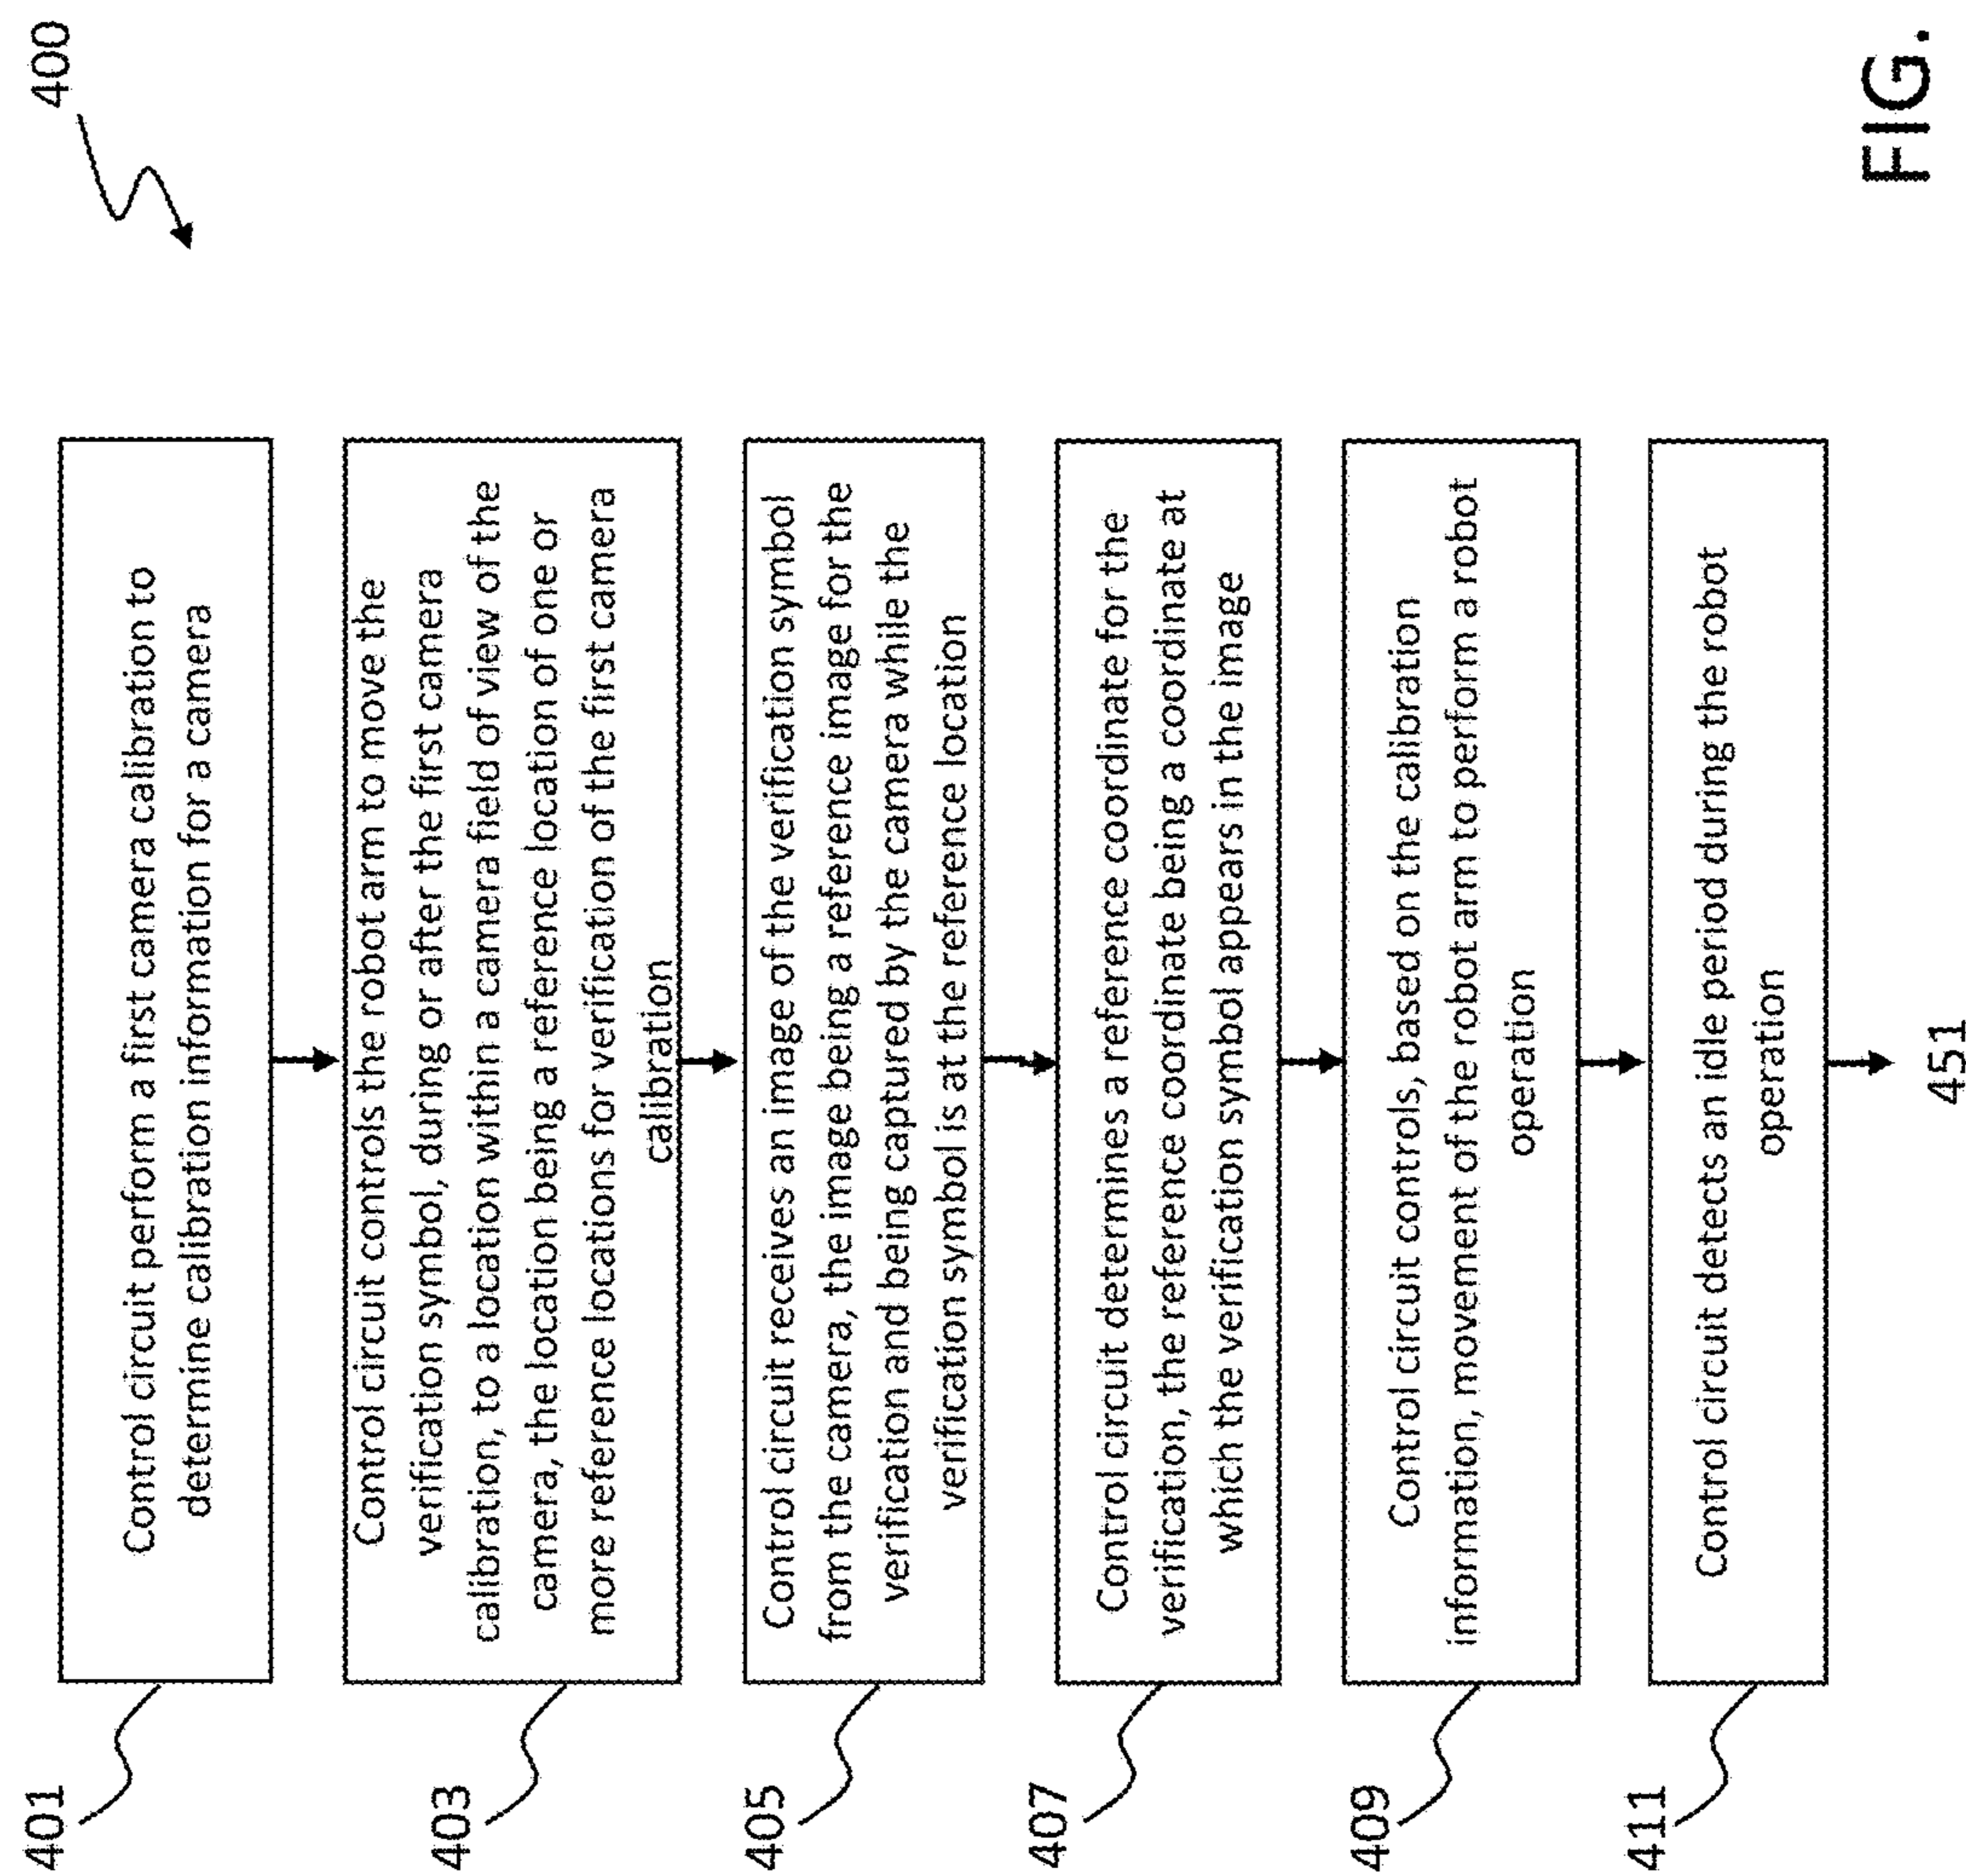 400
401
Control circuit perform a first camera calibration to
determine calibration information for a camera
403
Control circuit controls the robot arm to move the
verification symbol, during or after the first camera
calibration, to a location within a camera field of view of the
camera, the location being a reference location of one or
more reference locations for verification of the first camera
calibration
405
Control circuit receives an image of the verification symbol
from the camera, the image being a reference image for the
verification and being captured by the camera while the
verification symbol is at the reference location
407
Control circuit determines a reference coordinate for the
verification, the reference coordinate being a coordinate at
which the verification symbol appears in the image
409
Control circuit controls, based on the calibration
information, movement of the robot arm to perform a robot
operation
411
Control circuit detects an idle period during the robot
operation
451
FIG.